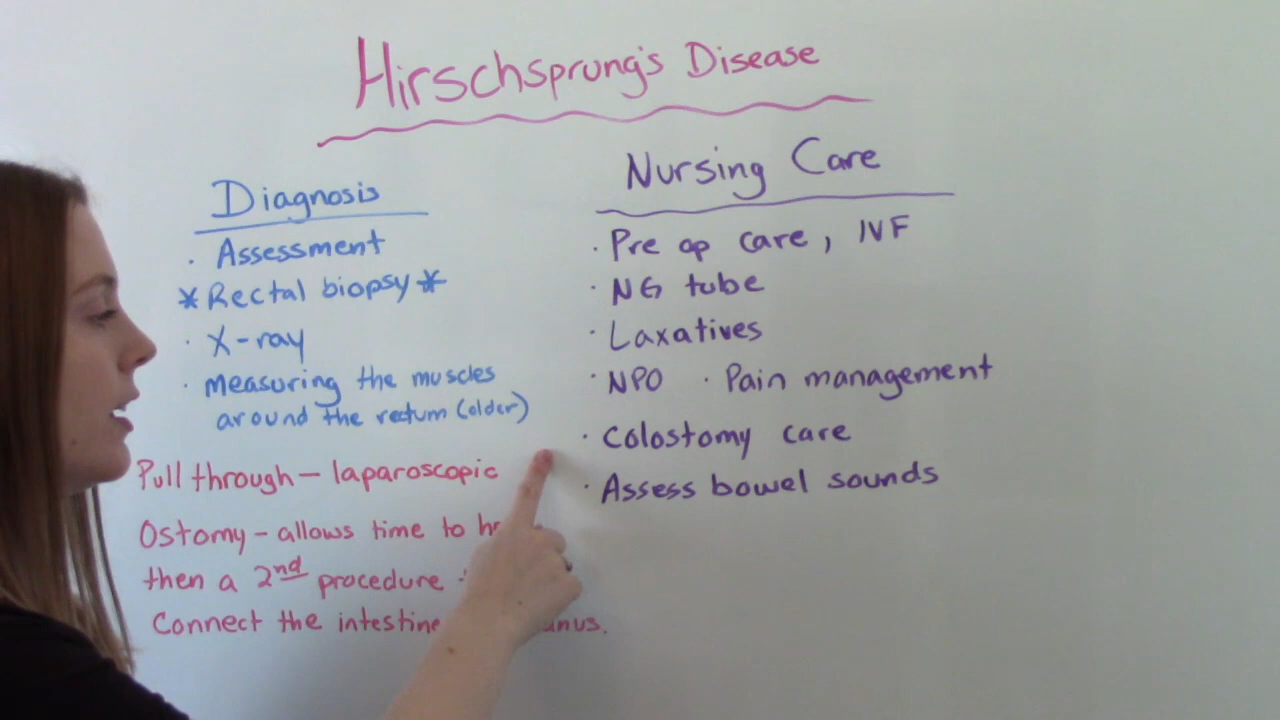 Hirschsprung's Disease
Diagnosis
· Assessment
* Rectal biopsy *
· X-ray
· Measuring the muscles
around the rectum (older)
Pull through – laparoscopic
Ostomy – allows time to
then a 2nd procedure
Connect the intestine anus.
Nursing Care
· Pre op care, IVF
· NG tube
· Laxatives
· NPO · Pain management
· Colostomy care
· Assess bowel sounds